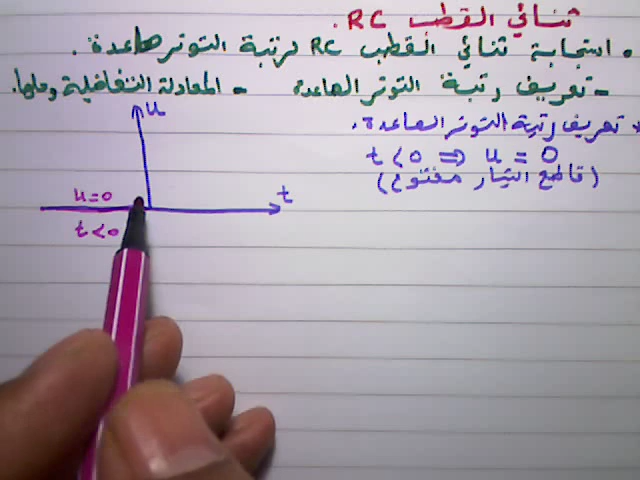 ثنائي القطب RC.
• استجابة ثنائي القطب RC لرتبة التوتر صاعدة.
- تعريف رتبة التوتر الصاعدة - المعادلة التفاضلية وحلها.
* تعريف رتبة التوتر الصاعدة.
t < 0 ⇒ u = 0
(قاطع التيار مفتوح)
u
t
u=0
t<0